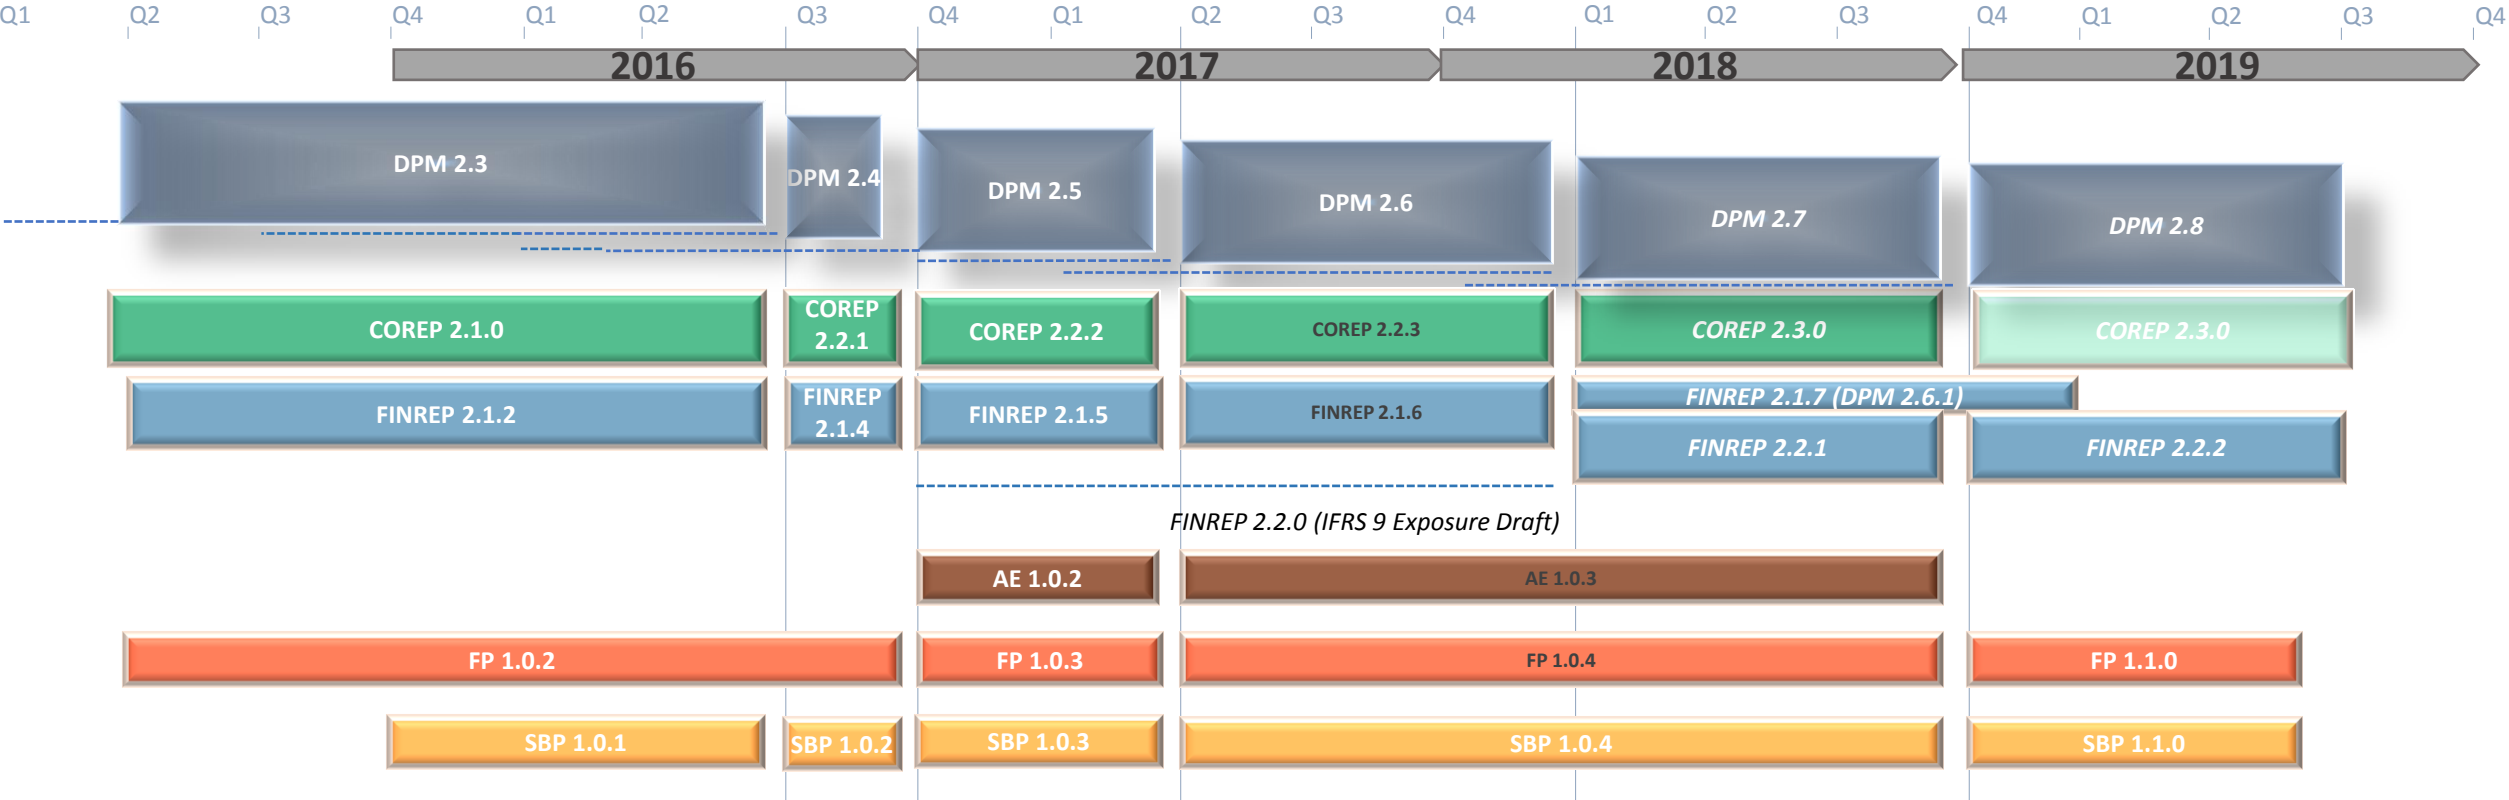 Q1 Q2 Q3 Q4 Q1 Q2 Q3 Q4 Q1 Q2 Q3 Q4 Q1 Q2 Q3 Q4 Q1 Q2 Q3 Q4
2016 2017 2018 2019
DPM 2.3
DPM 2.4
DPM 2.5
DPM 2.6
DPM 2.7
DPM 2.8
COREP 2.1.0
COREP
2.2.1
COREP 2.2.2
COREP 2.2.3
COREP 2.3.0
COREP 2.3.0
FINREP 2.1.2
FINREP
2.1.4
FINREP 2.1.5
FINREP 2.1.6
FINREP 2.1.7 (DPM 2.6.1)
FINREP 2.2.1
FINREP 2.2.2
FINREP 2.2.0 (IFRS 9 Exposure Draft)
AE 1.0.2
AE 1.0.3
FP 1.0.2
FP 1.0.3
FP 1.0.4
FP 1.1.0
SBP 1.0.1
SBP 1.0.2
SBP 1.0.3
SBP 1.0.4
SBP 1.1.0